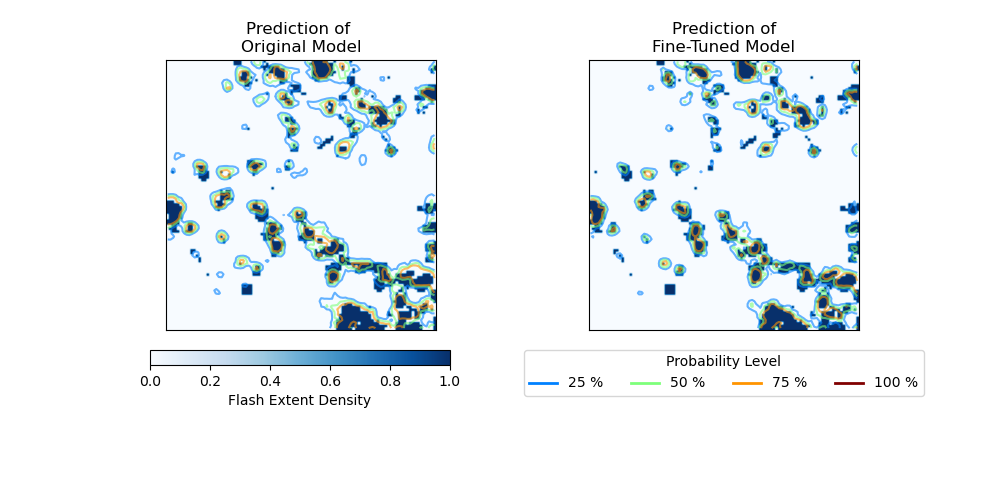 Prediction of
Original Model
Prediction of
Fine-Tuned Model
0.0 0.2 0.4 0.6 0.8 1.0
Flash Extent Density
Probability Level
25 % 50 % 75 % 100 %